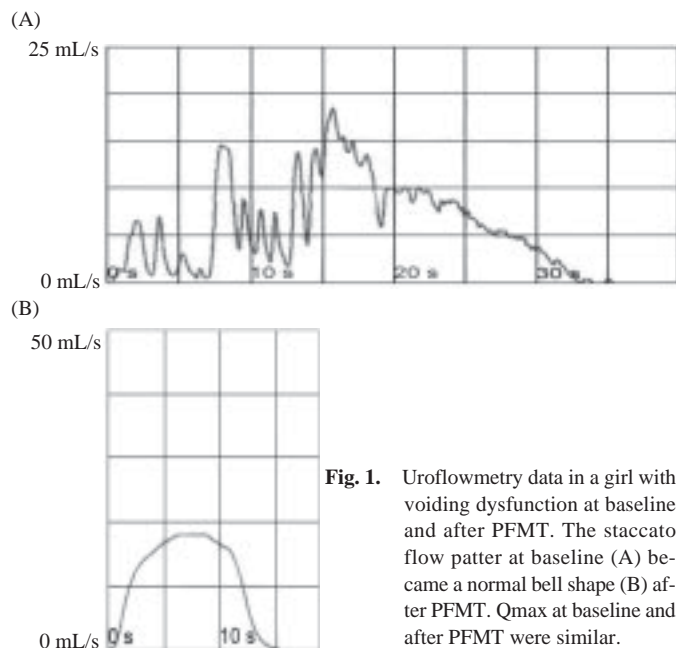 (A)
25 mL/s
0 mL/s
0 s
10 s
20 s
30 s
(B)
50 mL/s
0 mL/s
0 s
10 s
Fig. 1. Uroflowmetry data in a girl with
voiding dysfunction at baseline
and after PFMT. The staccato
flow patter at baseline (A) be-
came a normal bell shape (B) af-
ter PFMT. Qmax at baseline and
after PFMT were similar.